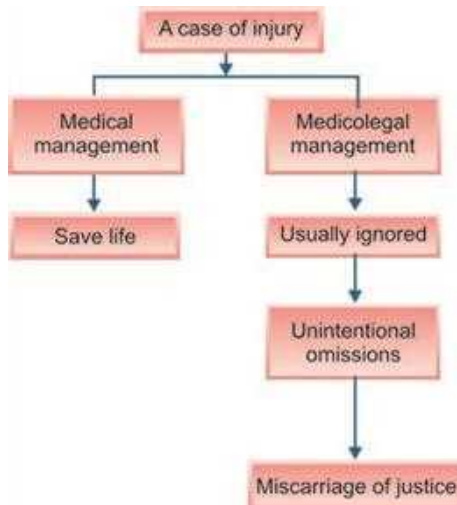 A case of injury
Medical
management
Medicolegal
management
Save life
Usually ignored
Unintentional
omissions
Miscarriage of justice